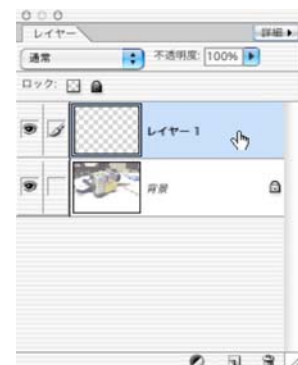 レイヤー
詳細
通常
不透明度: 100%
ロック:
レイヤー 1
背景